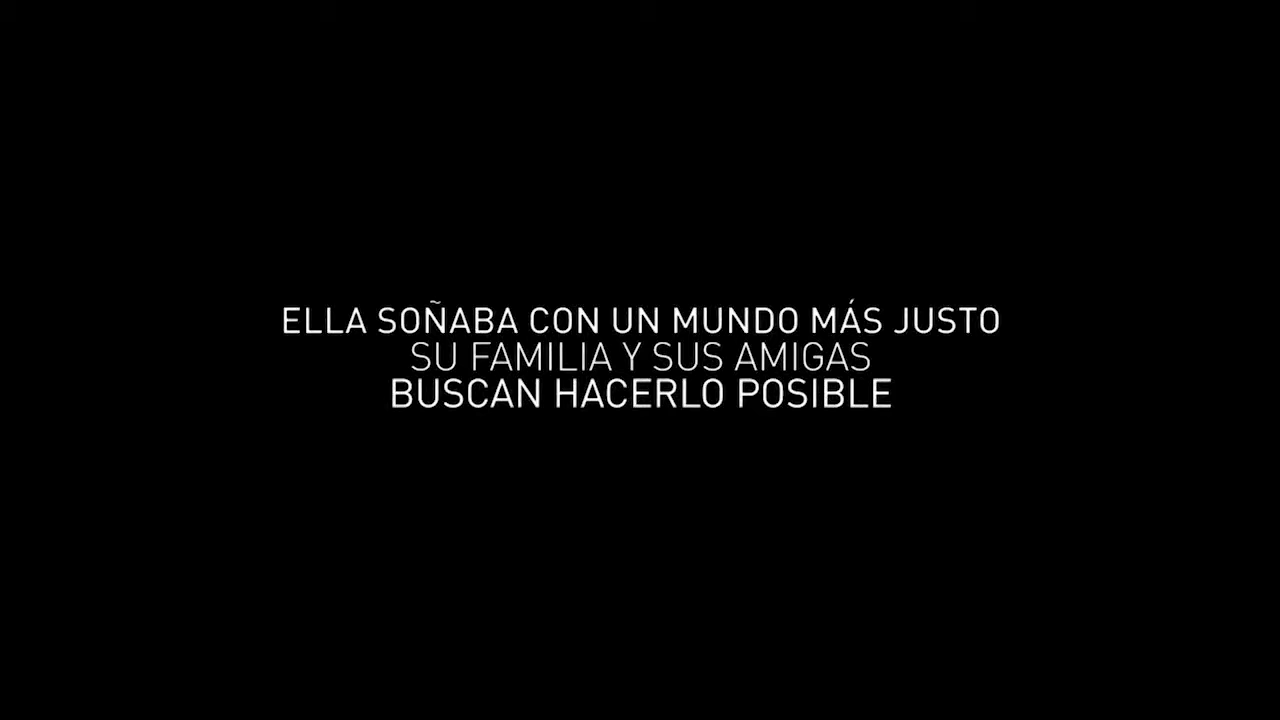 ELLA SOÑABA CON UN MUNDO MÁS JUSTO
SU FAMILIA Y SUS AMIGAS
BUSCAN HACERLO POSIBLE